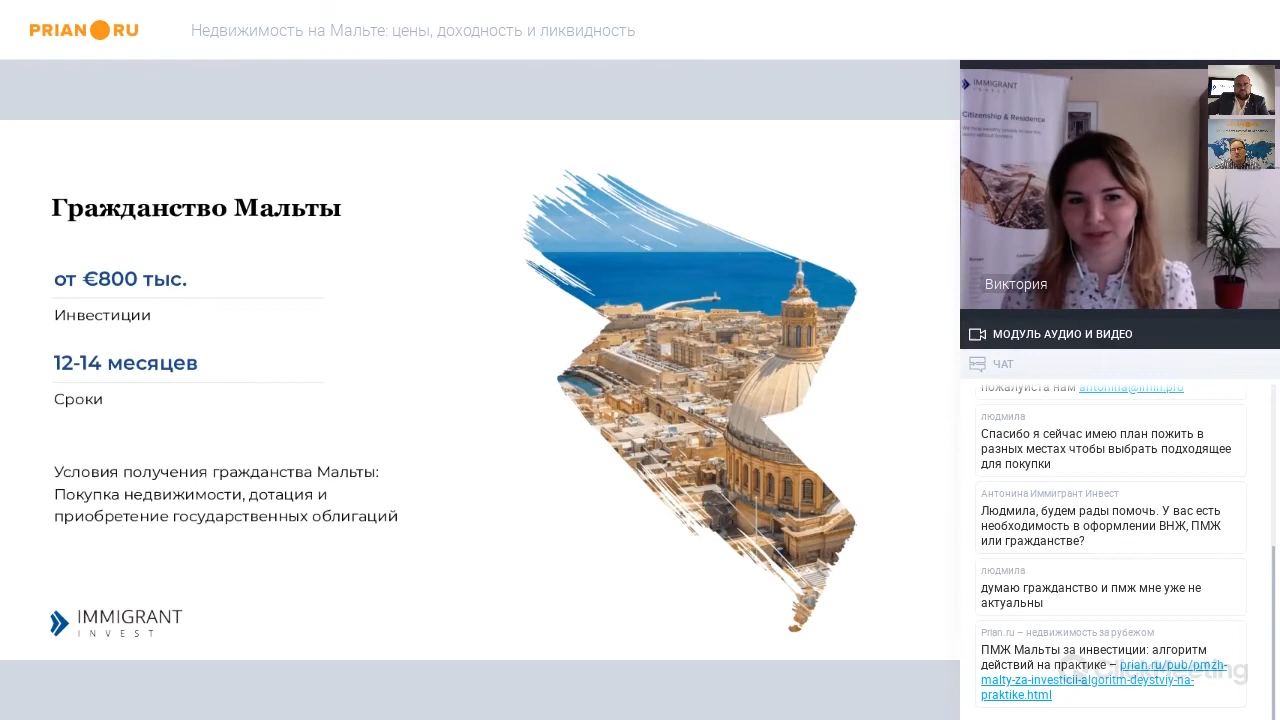 PRIAN RU
Недвижимость на Мальте: цены, доходность и ликвидность
Гражданство Мальты
от €800 тыс.
Инвестиции
12-14 месяцев
Сроки
Условия получения гражданства Мальты:
Покупка недвижимости, дотация и
приобретение государственных облигаций
IMMIGRANT
INVEST
IMMIGRANT
INVEST
Citizenship & Residence
Виктория
МОДУЛЬ АУДИО И ВИДЕО
ЧАТ
пожалуйста нам antonina@imin.pro
людмила
Спасибо я сейчас имею план пожить в
разных местах чтобы выбрать подходящее
для покупки
Антонина Иммигрант Инвест
Людмила, будем рады помочь. У вас есть
необходимость в оформлении ВНЖ, ПМЖ
или гражданстве?
людмила
думаю гражданство и пмж мне уже не
актуальны
Prian.ru – недвижимость за рубежом
ПМЖ Мальты за инвестиции: алгоритм
действий на практике – prian.ru/pub/pmzh-
malty-za-investicii-algoritm-deystviy-na-
praktike.html
ClickMeeting